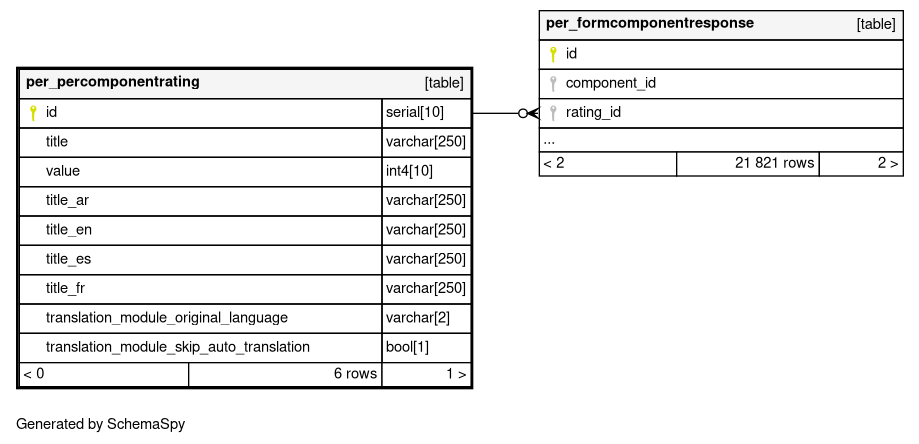 per_formcomponentresponse [table]
id
component_id
rating_id
...
< 2 21 821 rows 2 >
per_percomponentrating [table]
id serial[10]
title varchar[250]
value int4[10]
title_ar varchar[250]
title_en varchar[250]
title_es varchar[250]
title_fr varchar[250]
translation_module_original_language varchar[2]
translation_module_skip_auto_translation bool[1]
< 0 6 rows 1 >
Generated by SchemaSpy